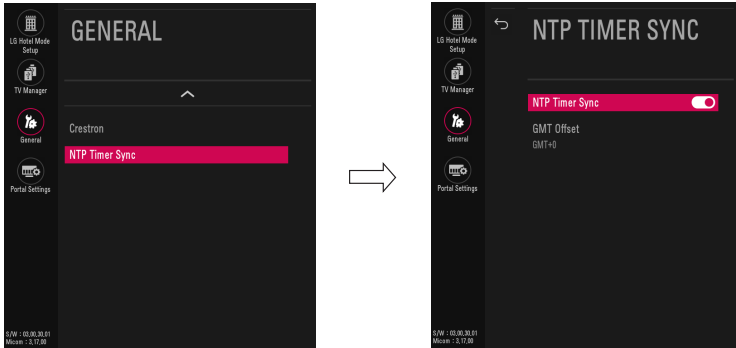 LG Hotel Mode
Setup
TV Manager
General
Portal Settings
S/W : 03,00,30,01
Micom : 3,17,00
GENERAL
Crestron
NTP Timer Sync
LG Hotel Mode
Setup
TV Manager
General
Portal Settings
S/W : 03,00,30,01
Micom : 3,17,00
NTP TIMER SYNC
NTP Timer Sync
GMT Offset
GMT+0